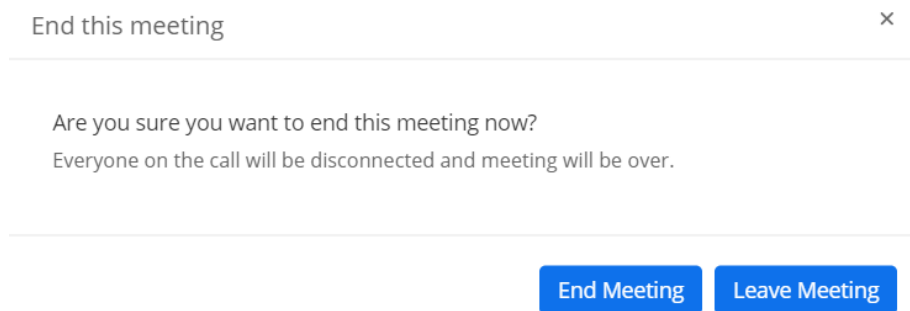 End this meeting
×
Are you sure you want to end this meeting now?
Everyone on the call will be disconnected and meeting will be over.
End Meeting Leave Meeting